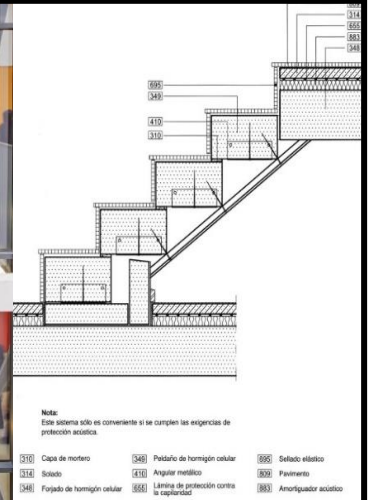 809
314
655
883
348
695
349
410
310
Nota:
Este sistema sólo es conveniente si se cumplen las exigencias de
protección acústica.
310 Capa de mortero
349 Peldaño de hormigón celular
695 Sellado elástico
314 Solado
410 Angular metálico
809 Pavimento
348 Forjado de hormigón celular
655 Lámina de protección contra
la capilaridad
883 Amortiguador acústico